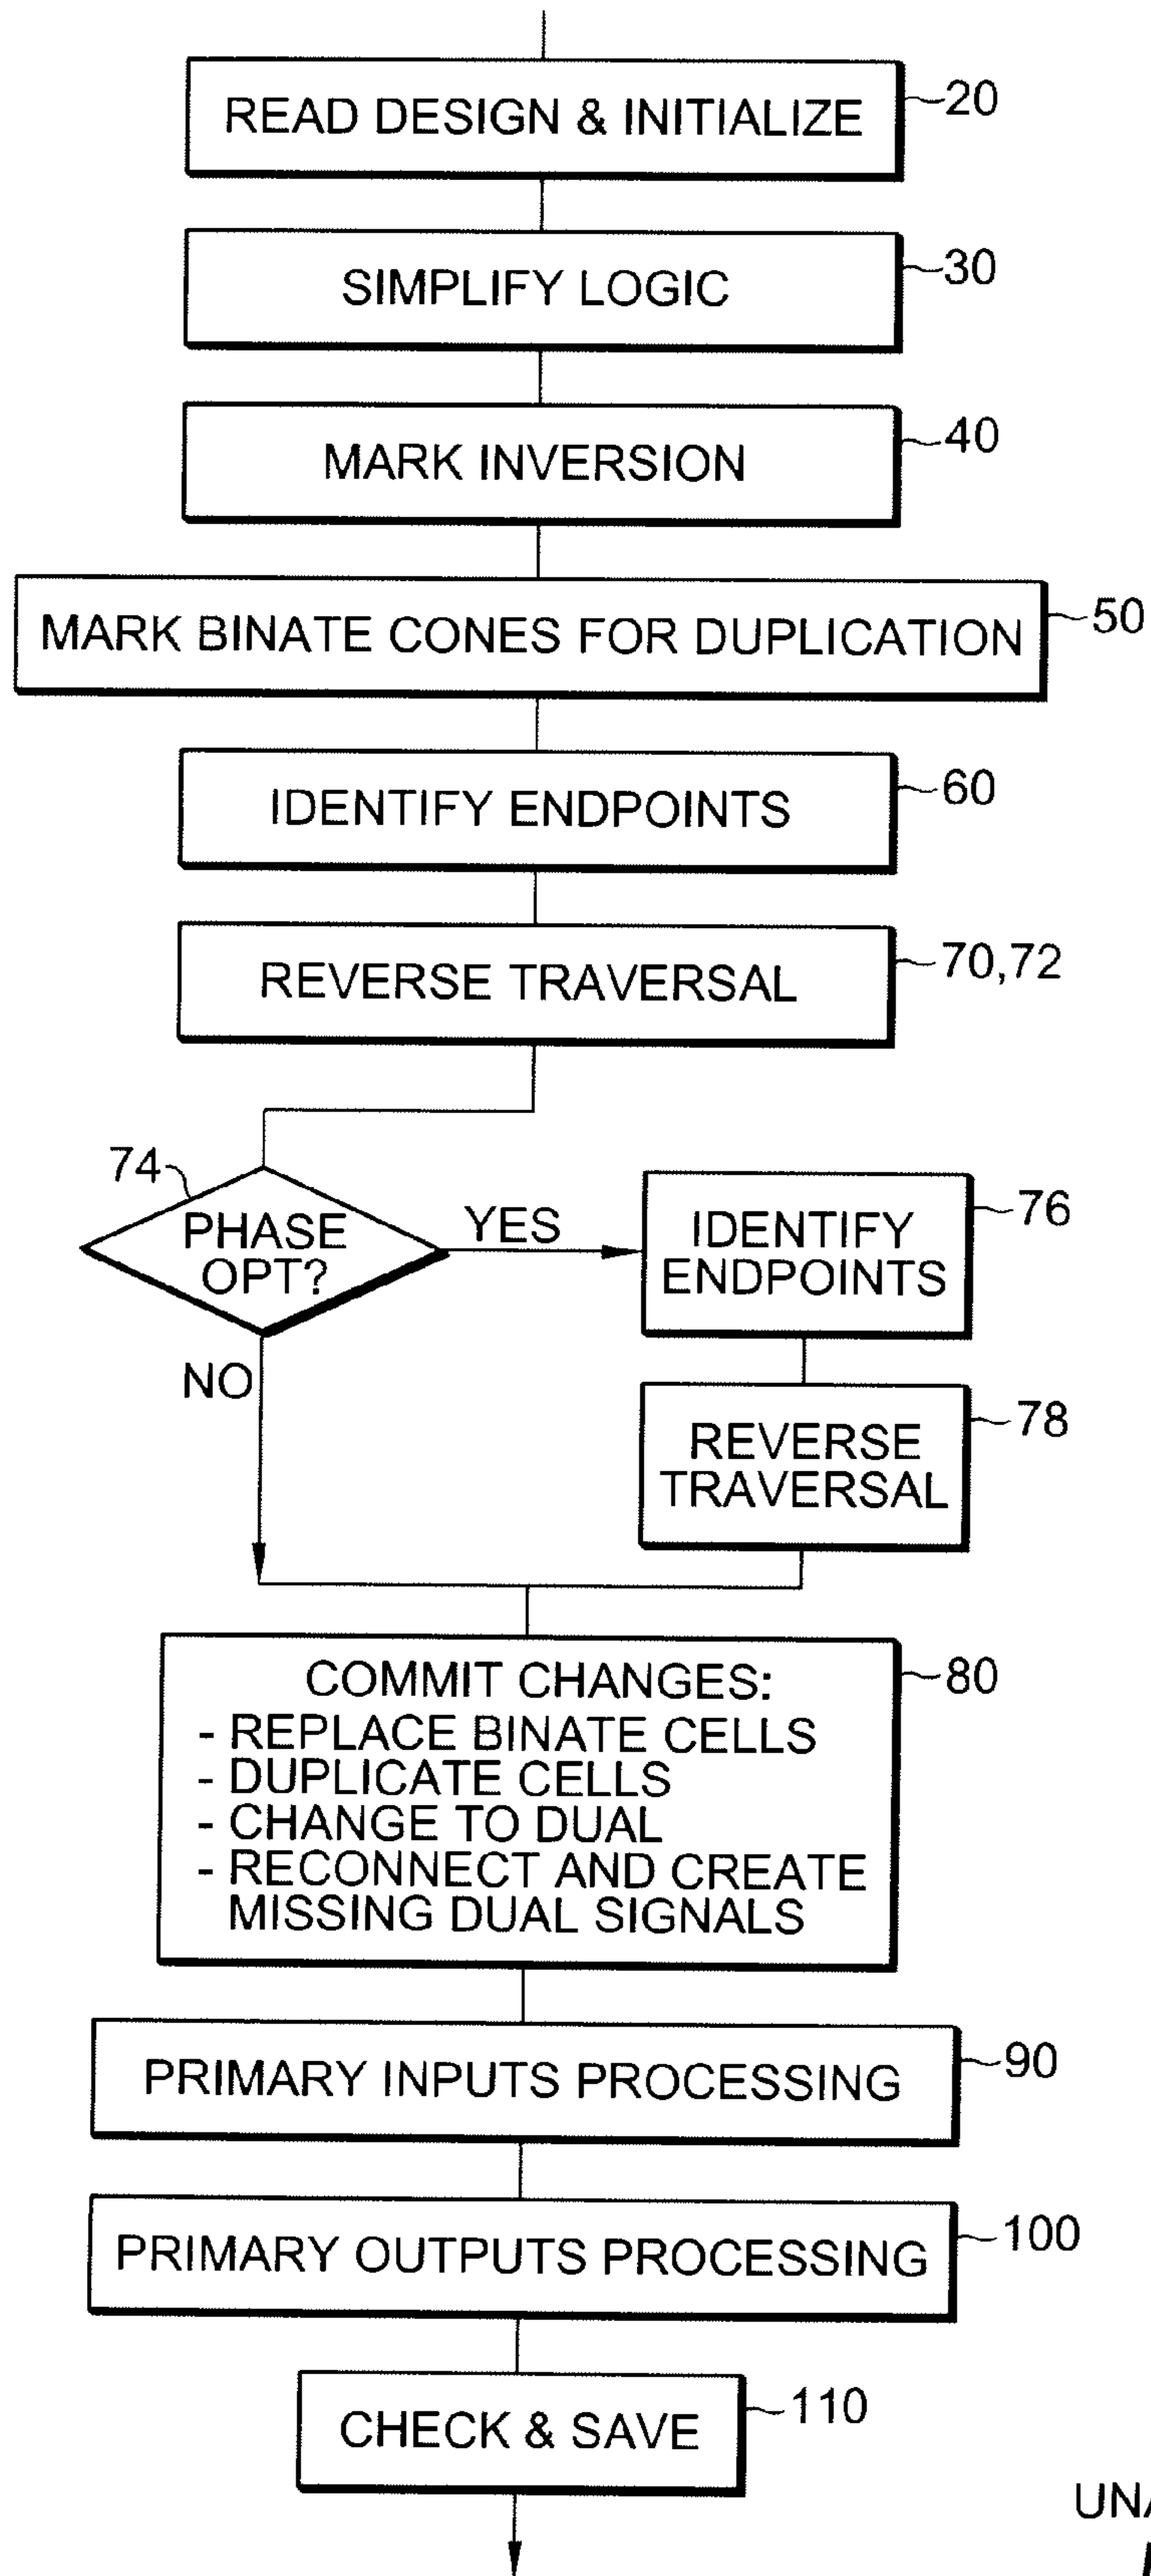 READ DESIGN & INITIALIZE 20
SIMPLIFY LOGIC 30
MARK INVERSION 40
MARK BINATE CONES FOR DUPLICATION 50
IDENTIFY ENDPOINTS 60
REVERSE TRAVERSAL 70,72
74
PHASE
OPT?
YES
NO
IDENTIFY
ENDPOINTS
76
REVERSE
TRAVERSAL
78
COMMIT CHANGES:
- REPLACE BINATE CELLS
- DUPLICATE CELLS
- CHANGE TO DUAL
- RECONNECT AND CREATE
MISSING DUAL SIGNALS
80
PRIMARY INPUTS PROCESSING 90
PRIMARY OUTPUTS PROCESSING 100
CHECK & SAVE 110